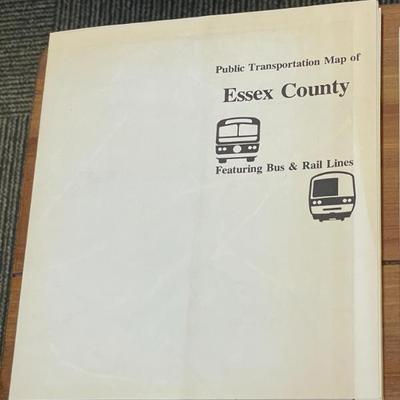 Public Transportation Map of
Essex County
Featuring Bus & Rail Lines